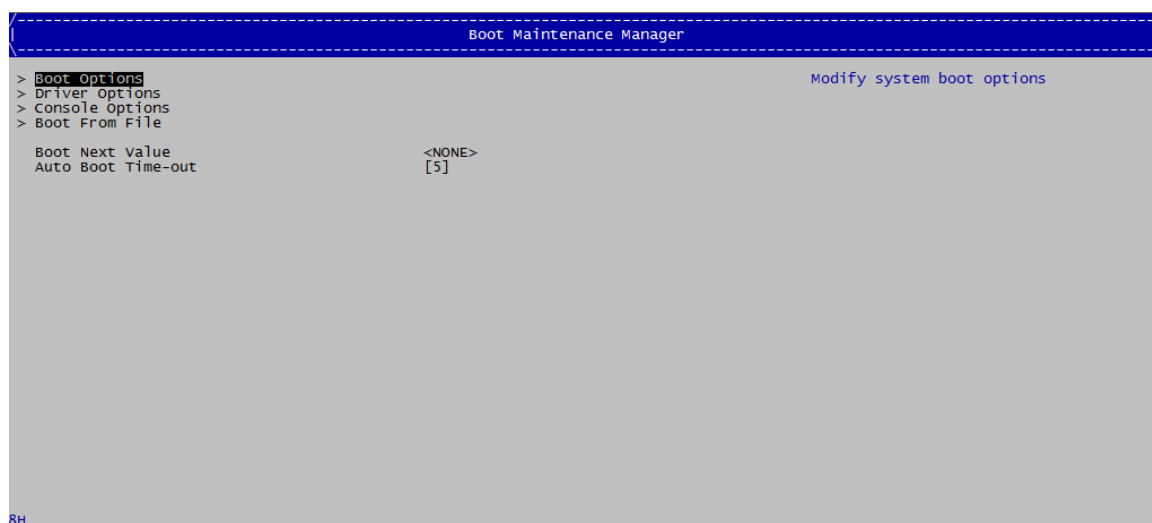 /------------------------------------------------------------------------------
| Boot Maintenance Manager
\------------------------------------------------------------------------------
> Boot Options Modify system boot options
> Driver Options
> Console Options
> Boot From File
Boot Next Value <NONE>
Auto Boot Time-out [5]
8H